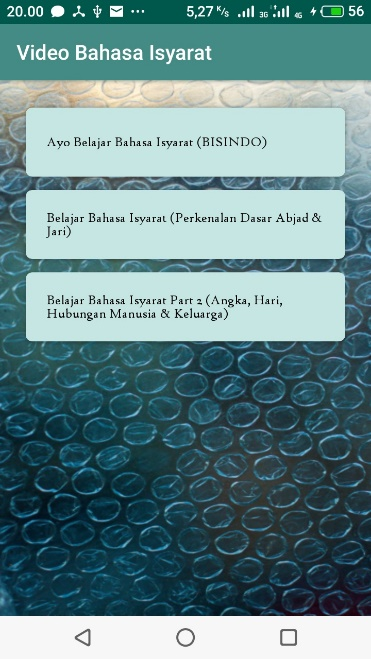 20.00 ... 5,27 K/s 3G 4G 56
Video Bahasa Isyarat
Ayo Belajar Bahasa Isyarat (BISINDO)
Belajar Bahasa Isyarat (Perkenalan Dasar Abjad &
Jari)
Belajar Bahasa Isyarat Part 2 (Angka, Hari,
Hubungan Manusia & Keluarga)